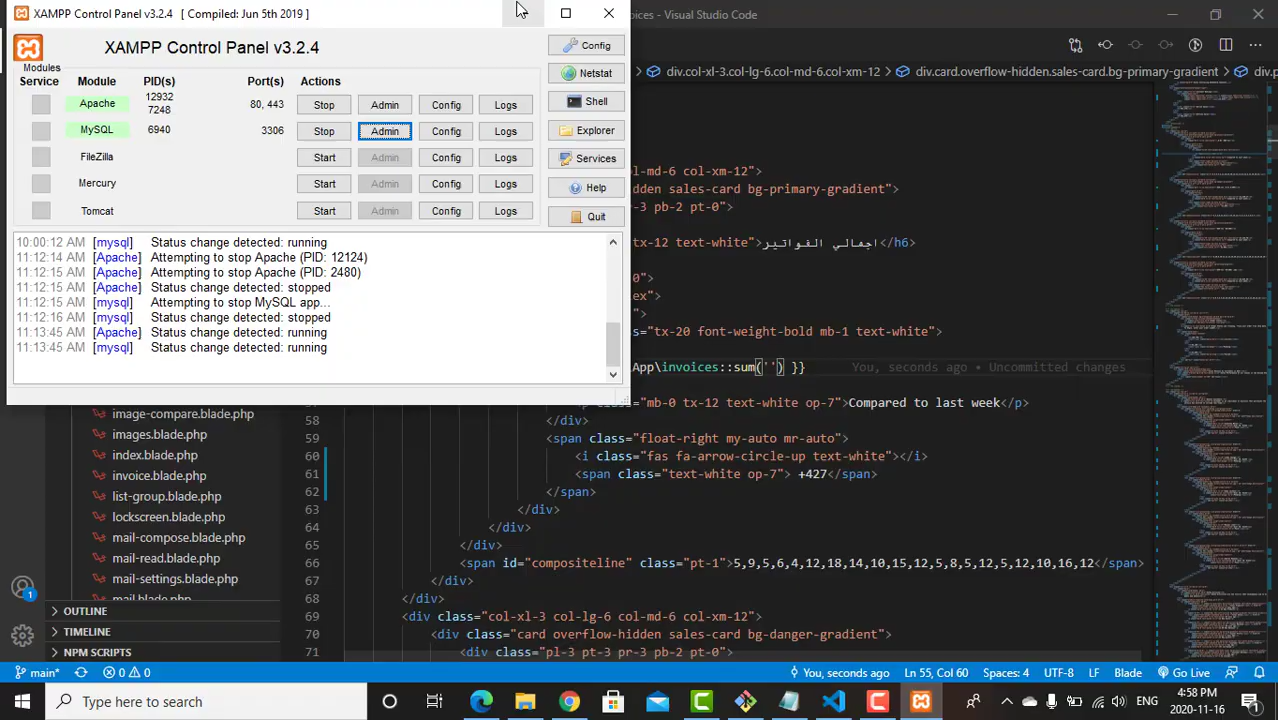 XAMPP Control Panel v3.2.4 [ Compiled: Jun 5th 2019 ]
oices - Visual Studio Code
XAMPP Control Panel v3.2.4
Config
Modules
Service Module PID(s) Port(s) Actions
Netstat
Apache 12932 7248 80, 443 Stop Admin Config Logs
Shell
MySQL 6940 3306 Stop Admin Config Logs
Explorer
FileZilla Start Admin Config Logs
Services
Mercury Start Admin Config Logs
Help
Tomcat Start Admin Config Logs
Quit
10:00:12 AM [mysql] Status change detected: running
11:12:14 AM [Apache] Attempting to stop Apache (PID: 12124)
11:12:15 AM [Apache] Attempting to stop Apache (PID: 2480)
11:12:15 AM [Apache] Status change detected: stopped
11:12:15 AM [mysql] Attempting to stop MySQL app...
11:12:16 AM [mysql] Status change detected: stopped
11:13:45 AM [Apache] Status change detected: running
11:13:45 AM [mysql] Status change detected: running
div.col-xl-3.col-lg-6.col-md-6.col-xm-12 > div.card.overflow-hidden.sales-card.bg-primary-gradient > div.p
-md-6 col-xm-12">
dden sales-card bg-primary-gradient">
r-3 pb-2 pt-0">
tx-12 text-white">اجمالي الفواتير</h6>
0">
ex">
">
="tx-20 font-weight-bold mb-1 text-white">
App\invoices::sum('') }} You, seconds ago • Uncommitted changes
="mb-0 tx-12 text-white op-7">Compared to last week</p>
58 </div>
59 <span class="float-right my-auto mr-auto">
60 <i class="fas fa-arrow-circle-up text-white"></i>
61 <span class="text-white op-7"> +427</span>
62 </span>
63 </div>
64 </div>
65 </div>
66 <span id="compositeline" class="pt-1">5,9,5,6,4,12,18,14,10,15,12,5,8,5,12,5,12,10,16,12</span>
67 </div>
68 </div>
69 <div class="col-xl-3 col-lg-6 col-md-6 col-xm-12">
70 <div class="card overflow-hidden sales-card bg-danger-gradient">
71 <div class="pl-3 pt-3 pr-3 pb-2 pt-0">
image-compare.blade.php
images.blade.php
index.blade.php
invoice.blade.php
list-group.blade.php
lockscreen.blade.php
mail-compose.blade.php
mail-read.blade.php
mail-settings.blade.php
mail.blade.php
1
OUTLINE
TIMELINE
NPM SCRIPTS
main* 0 0 You, seconds ago Ln 55, Col 60 Spaces: 4 UTF-8 LF Blade Go Live
Type here to search
ENG
4:58 PM
2020-11-16
1